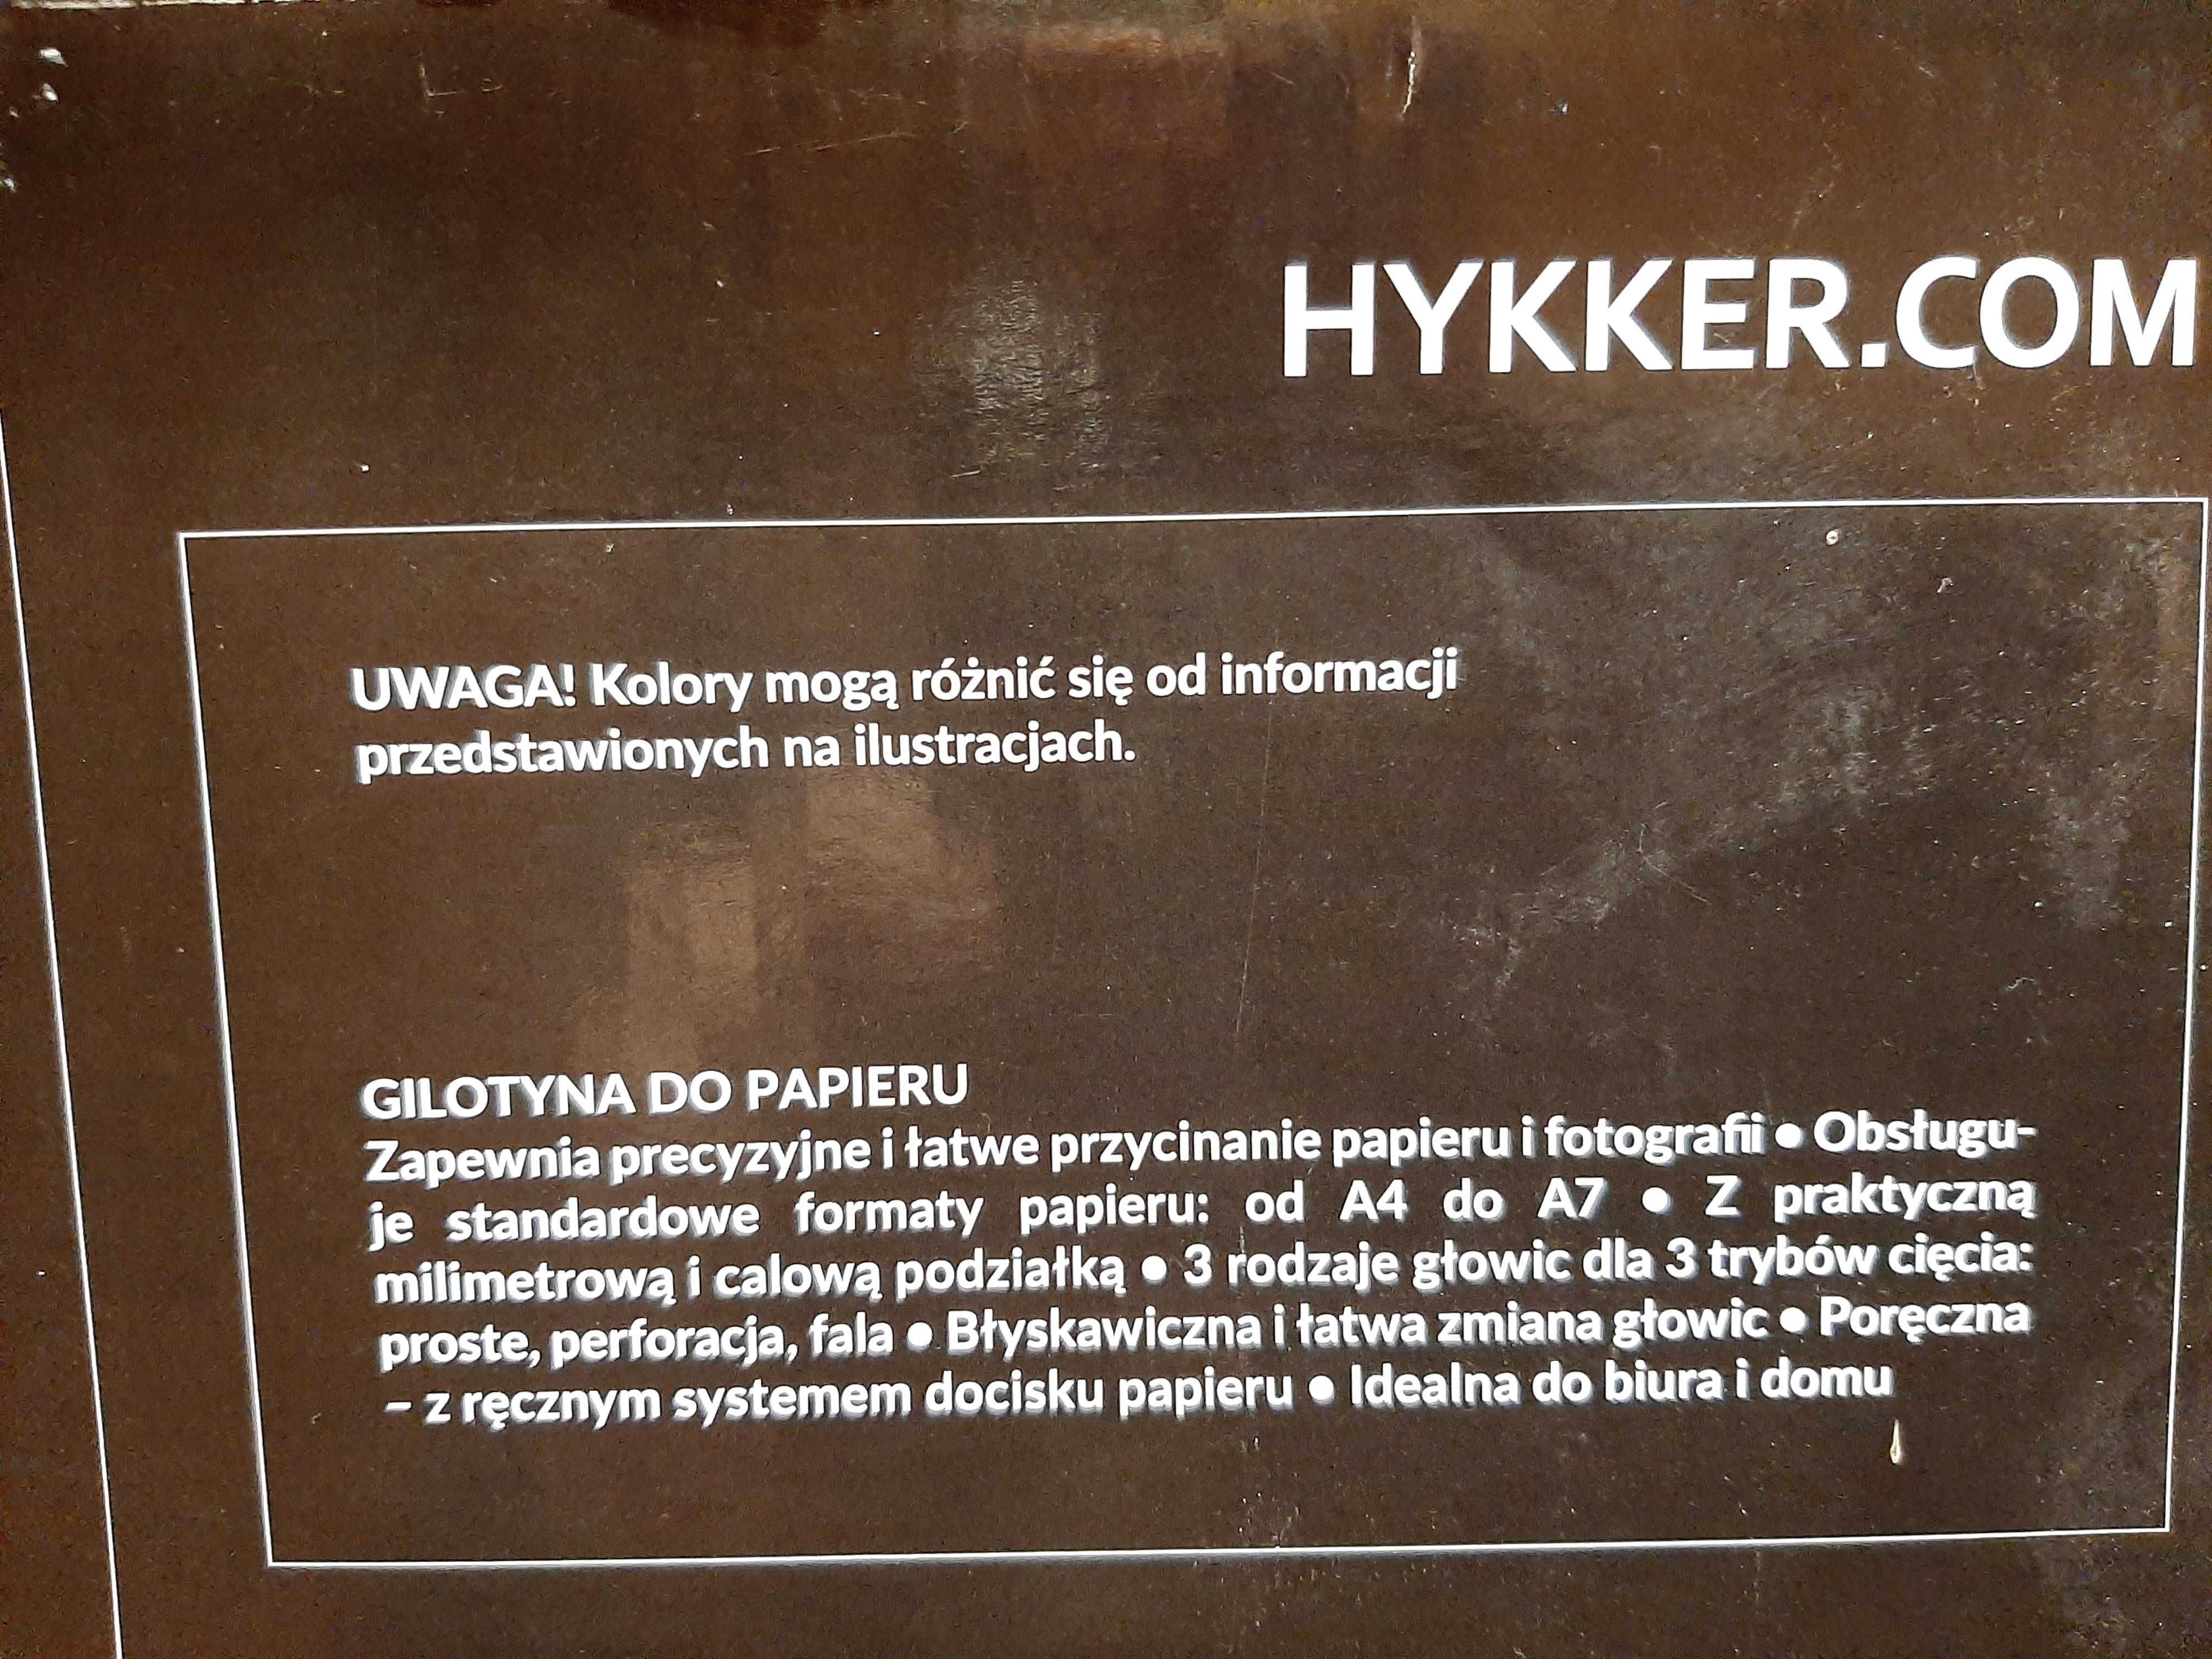 HYKKER.COM
UWAGA! Kolory mogą różnić się od informacji
przedstawionych na ilustracjach.
GILOTYNA DO PAPIERU
Zapewnia precyzyjne i łatwe przycinanie papieru i fotografii ● Obsługu-
je standardowe formaty papieru: od A4 do A7 ● Z praktyczną
milimetrową i calową podziałką ● 3 rodzaje głowic dla 3 trybów cięcia:
proste, perforacja, fala ● Błyskawiczna i łatwa zmiana głowic ● Poręczna
– z ręcznym systemem docisku papieru ● Idealna do biura i domu